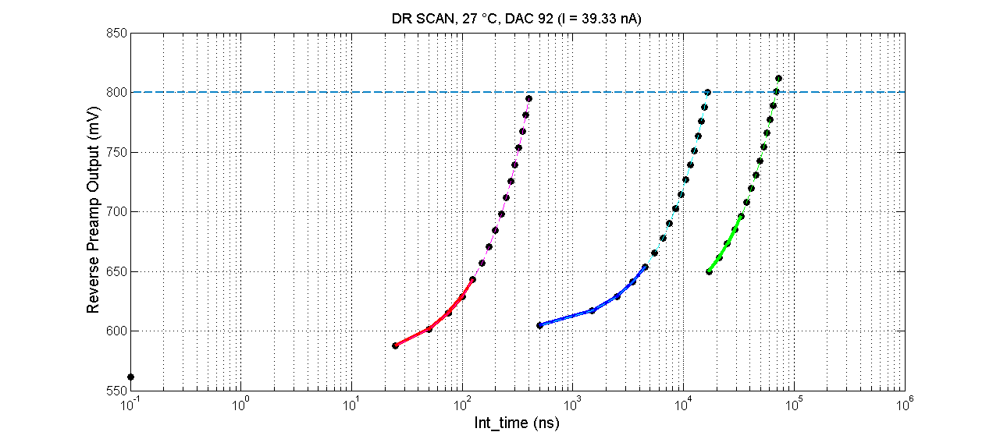 DR SCAN, 27 °C, DAC 92 (I = 39.33 nA)
850
800
750
700
650
600
550
Reverse Preamp Output (mV)
10^-1 10^0 10^1 10^2 10^3 10^4 10^5 10^6
Int_time (ns)